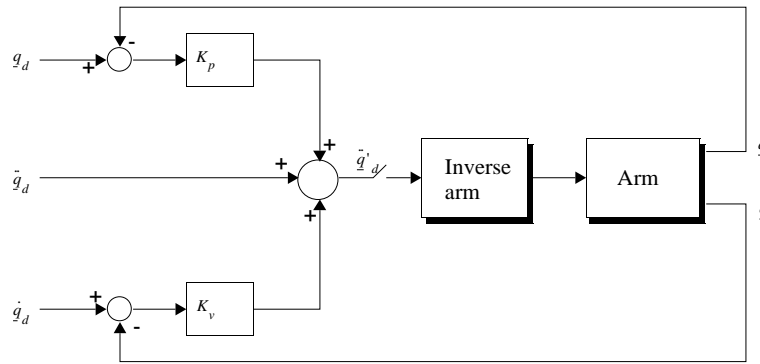 -
q_d
+
K_p
+
+
q̈_d
q̈'_d
Inverse
arm
Arm
+
+
q̇_d
-
K_v